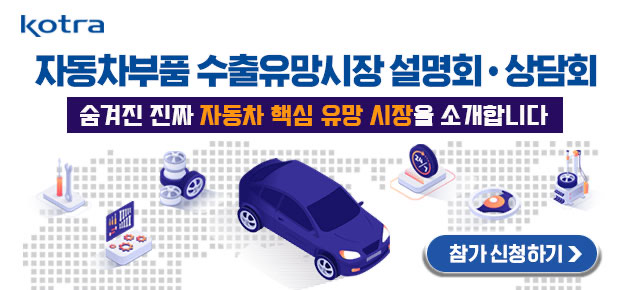 kotra
자동차부품 수출유망시장 설명회 • 상담회
숨겨진 진짜 자동차 핵심 유망 시장을 소개합니다
24
참가 신청하기 >